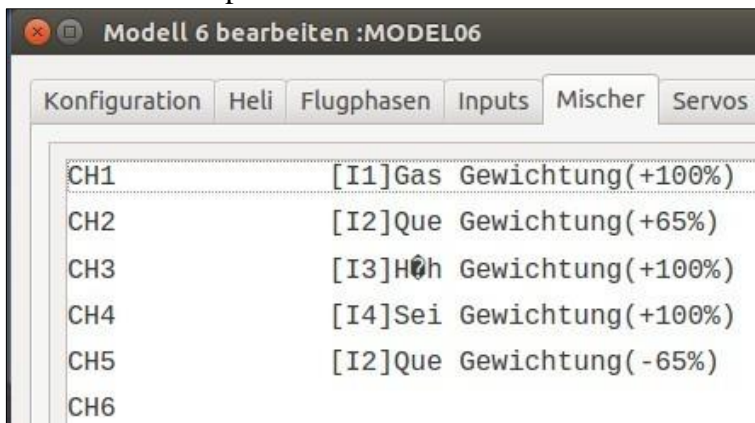 Modell 6 bearbeiten :MODEL06
Konfiguration Heli Flugphasen Inputs Mischer Servos
CH1 [I1]Gas Gewichtung(+100%)
CH2 [I2]Que Gewichtung(+65%)
CH3 [I3]H�h Gewichtung(+100%)
CH4 [I4]Sei Gewichtung(+100%)
CH5 [I2]Que Gewichtung(-65%)
CH6